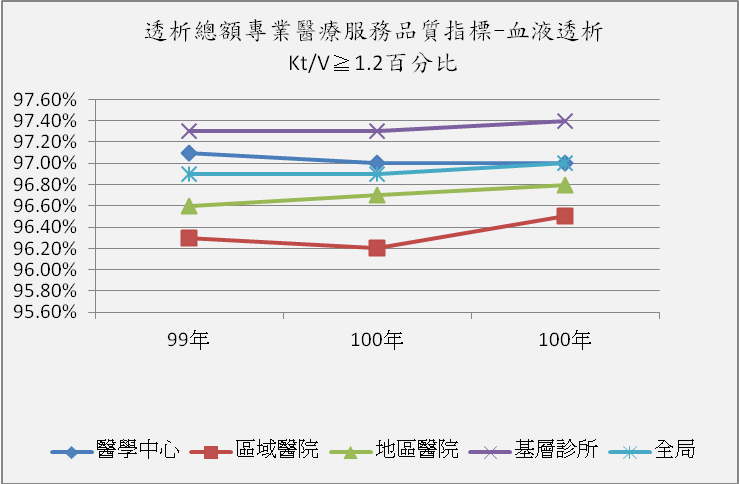 透析總額專業醫療服務品質指標-血液透析
Kt/V≧1.2百分比
97.60%
97.40%
97.20%
97.00%
96.80%
96.60%
96.40%
96.20%
96.00%
95.80%
95.60%
99年 100年 100年
醫學中心 區域醫院 地區醫院 基層診所 全局